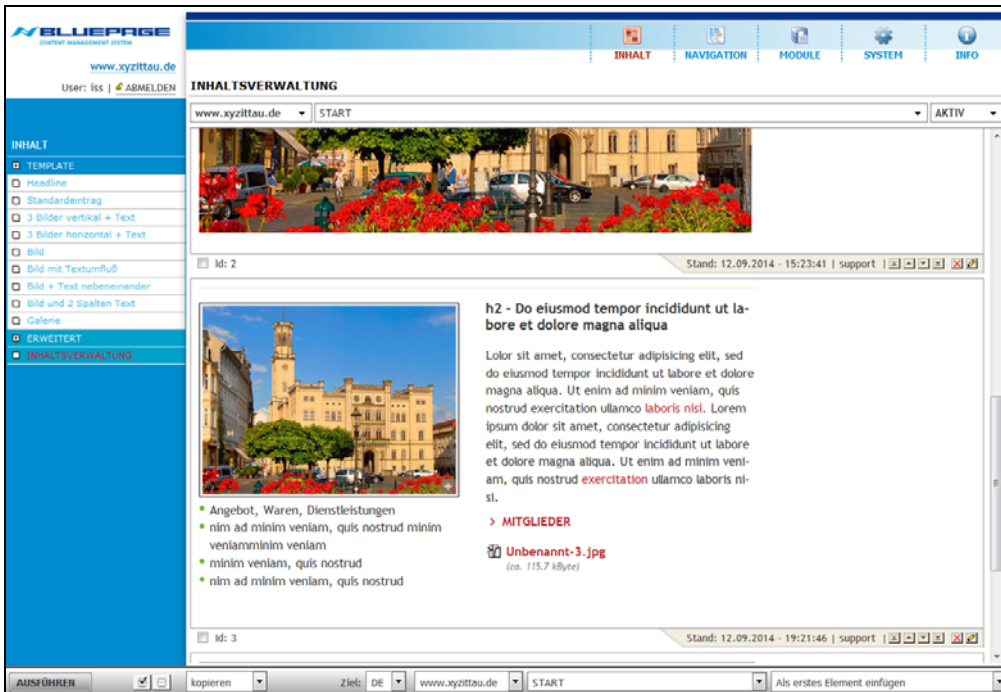 BLUEPAGE
CONTENT MANAGEMENT SYSTEM
www.xyzittau.de
User: iss | ABMELDEN
INHALT
NAVIGATION
MODULE
SYSTEM
INFO
INHALTSVERWALTUNG
www.xyzittau.de
START
AKTIV
INHALT
TEMPLATE
Headline
Standardeintrag
3 Bilder vertikal + Text
3 Bilder horizontal + Text
Bild
Bild mit Textumfluß
Bild + Text nebeneinander
Bild und 2 Spalten Text
Galerie
ERWEITERT
INHALTSVERWALTUNG
Id: 2
Stand: 12.09.2014 - 15:23:41 | support |
h2 - Do eiusmod tempor incididunt ut la-
bore et dolore magna aliqua
Lolor sit amet, consectetur adipisicing elit, sed
do eiusmod tempor incididunt ut labore et dolore
magna aliqua. Ut enim ad minim veniam, quis
nostrud exercitation ullamco laboris nisi. Lorem
ipsum dolor sit amet, consectetur adipisicing
elit, sed do eiusmod tempor incididunt ut labore
et dolore magna aliqua. Ut enim ad minim veni-
am, quis nostrud exercitation ullamco laboris ni-
si.
> MITGLIEDER
Unbenannt-3.jpg
(ca. 115.7 kByte)
Angebot, Waren, Dienstleistungen
nim ad minim veniam, quis nostrud minim
veniamminim veniam
minim veniam, quis nostrud
nim ad minim veniam, quis nostrud
Id: 3
Stand: 12.09.2014 - 19:21:46 | support |
AUSFÜHREN
kopieren
Ziel:
DE
www.xyzittau.de
START
Als erstes Element einfügen